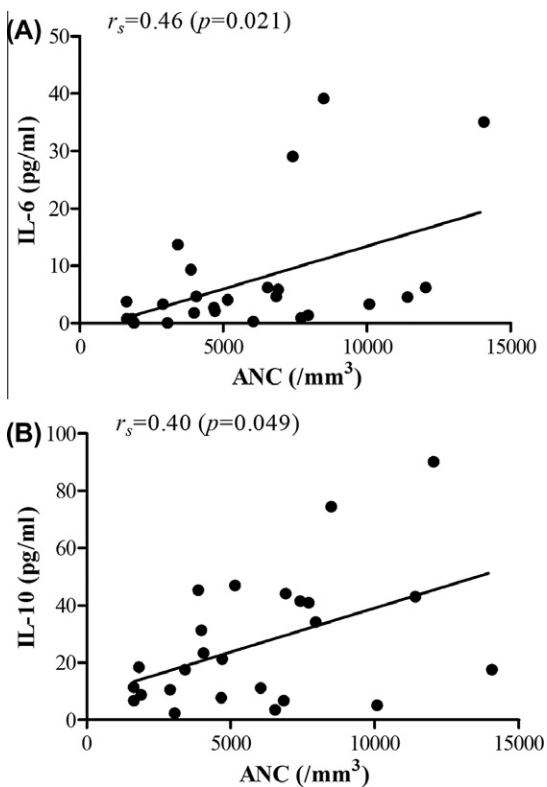 (A)
rs=0.46 (p=0.021)
50
40
30
20
10
0
IL-6 (pg/ml)
0 5000 10000 15000
ANC (/mm³)
(B)
rs=0.40 (p=0.049)
100
80
60
40
20
0
IL-10 (pg/ml)
0 5000 10000 15000
ANC (/mm³)